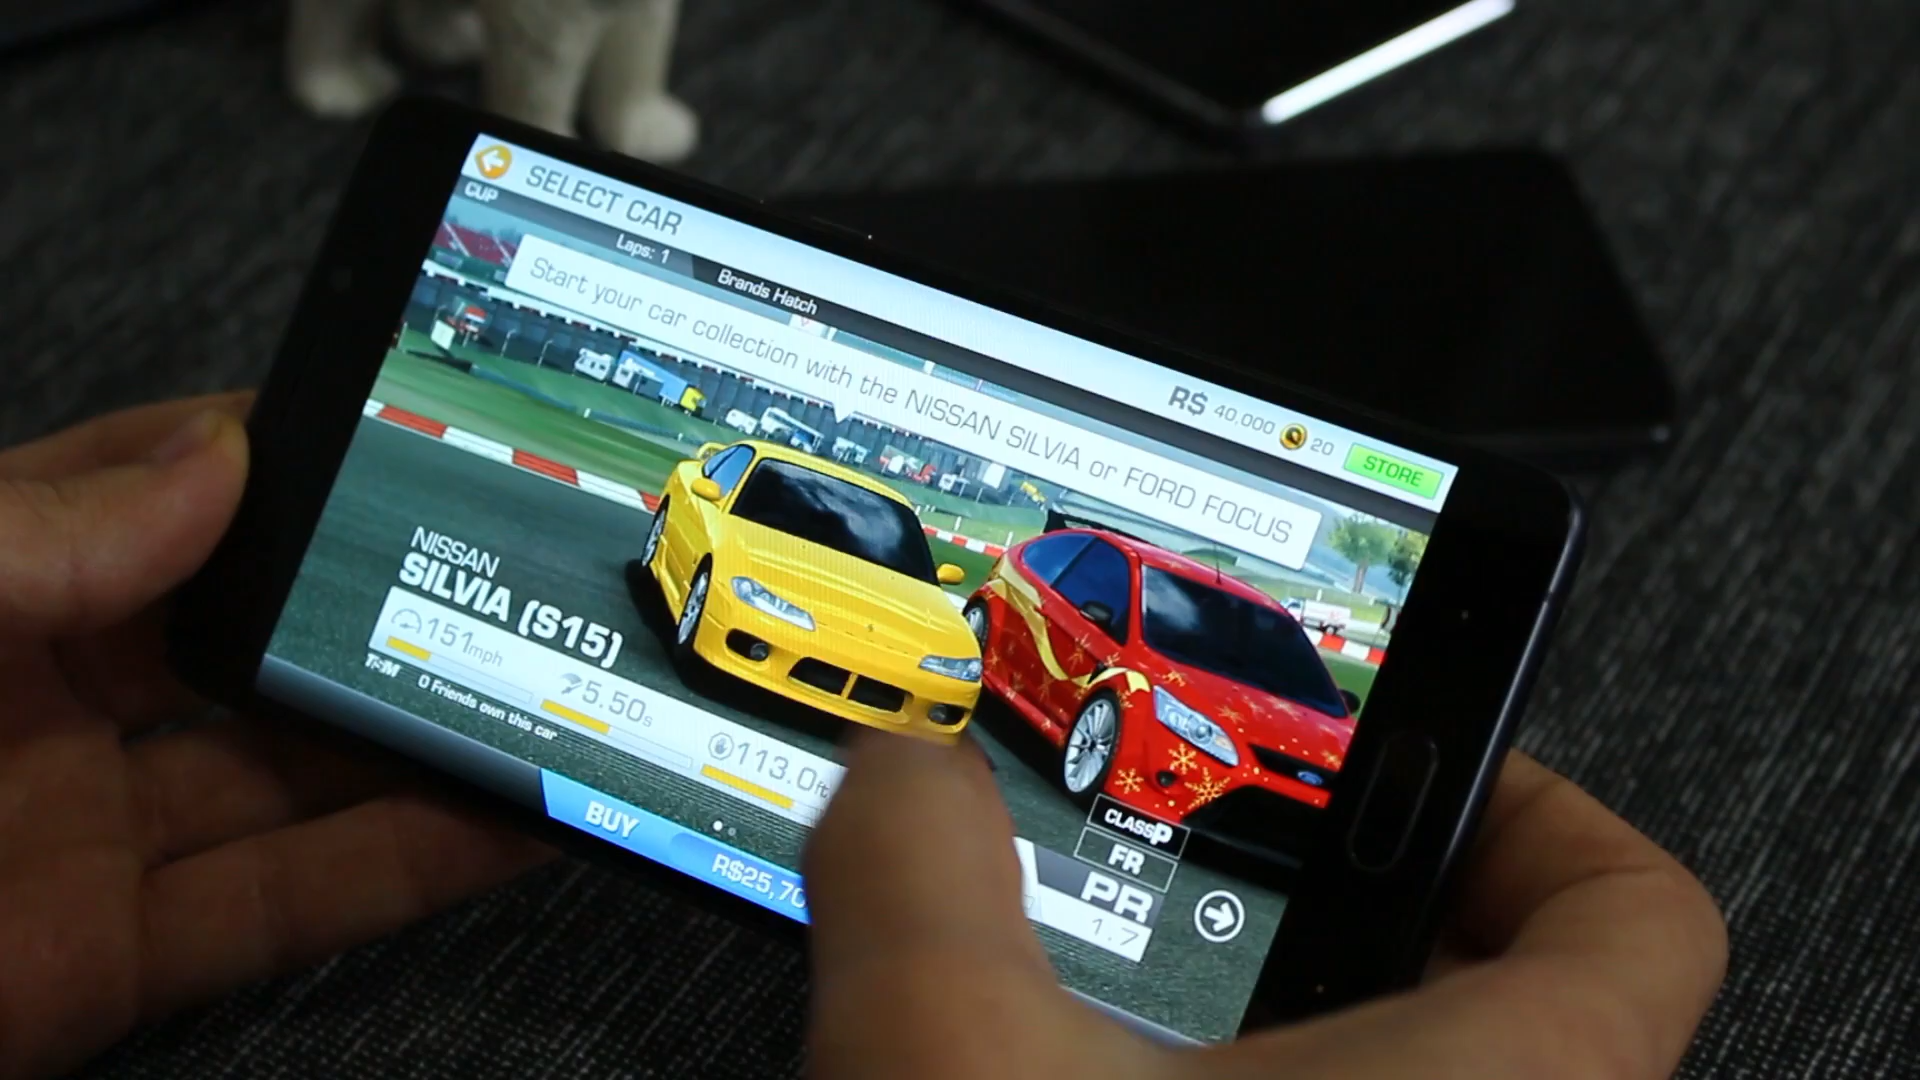 SELECT CAR
R$ 40,000 20 STORE
CUP
Laps: 1
Brands Hatch
Start your car collection with the NISSAN SILVIA or FORD FOCUS
NISSAN
SILVIA (S15)
151mph
5.50s
113.0ft
0 Friends own this car
BUY
R$25,70
CLASS P
FR
PR
1.7